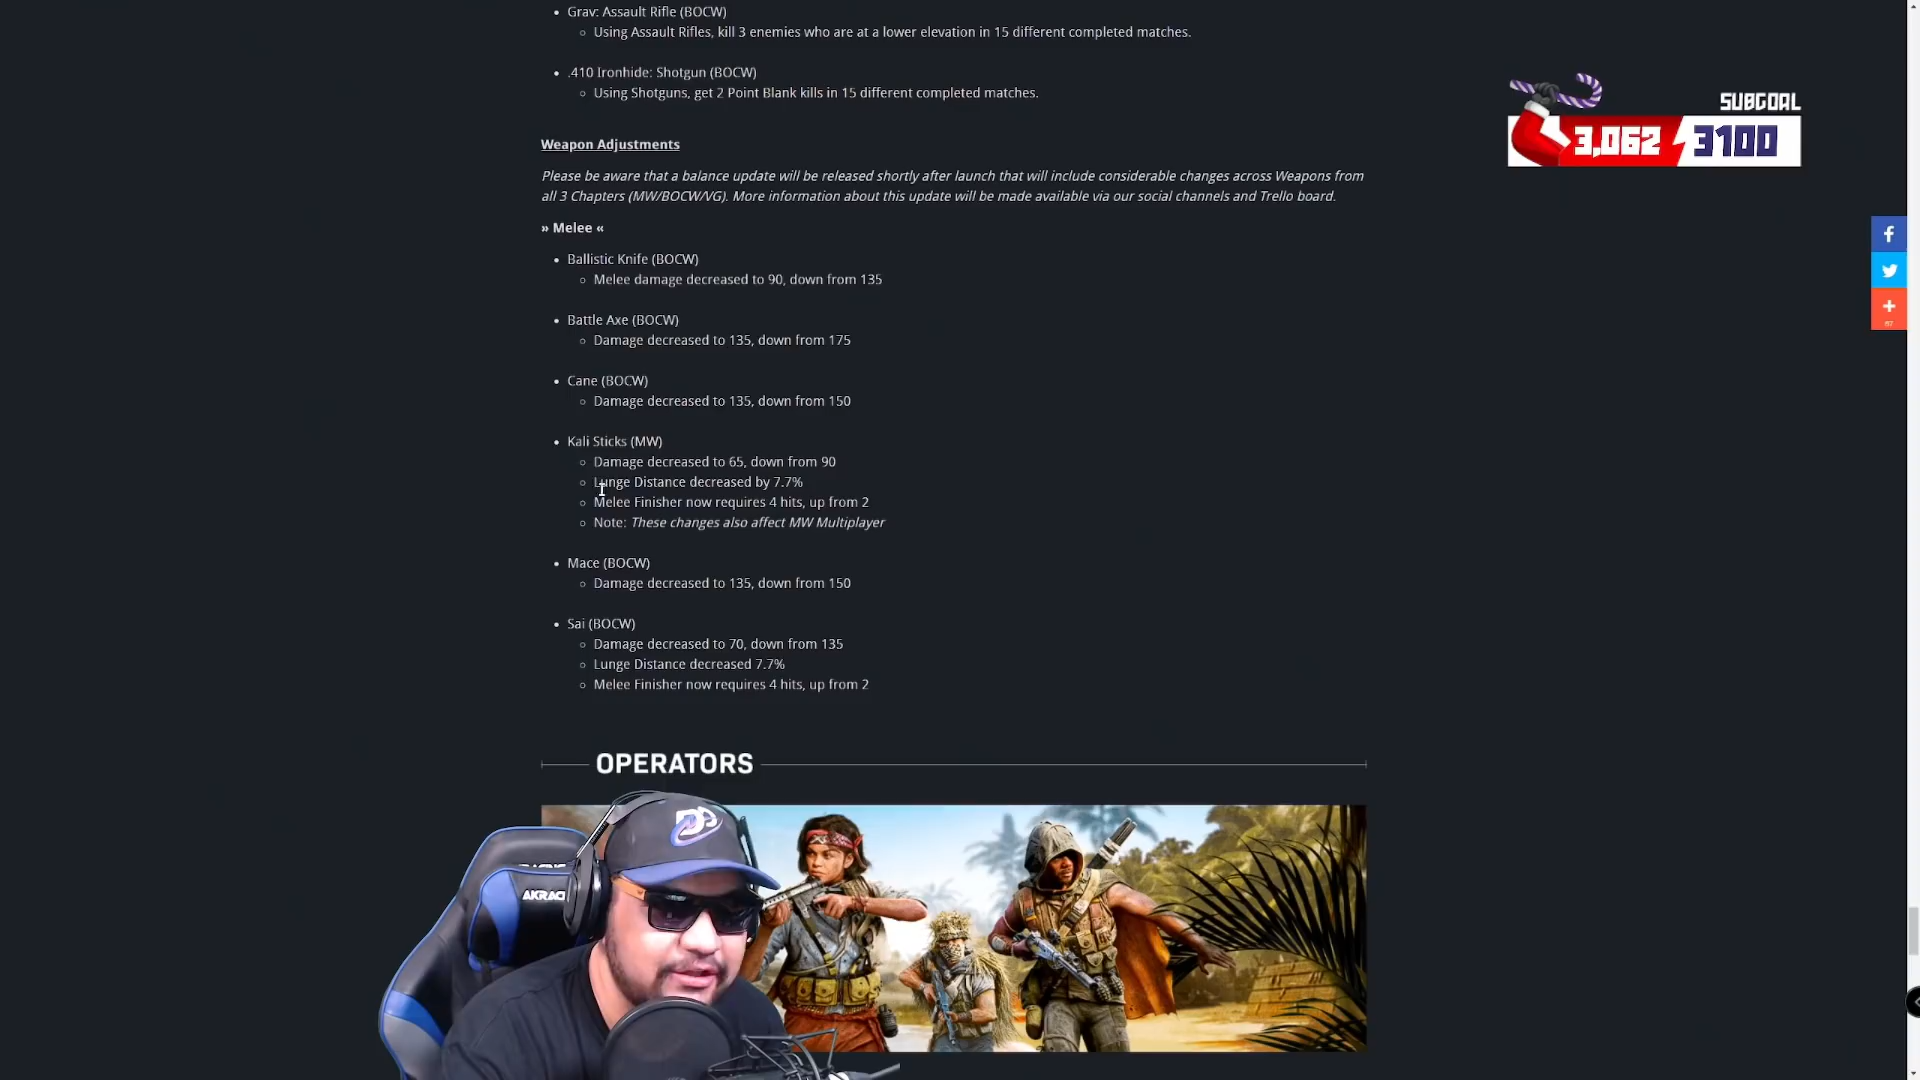 Grav: Assault Rifle (BOCW)
Using Assault Rifles, kill 3 enemies who are at a lower elevation in 15 different completed matches.
.410 Ironhide: Shotgun (BOCW)
Using Shotguns, get 2 Point Blank kills in 15 different completed matches.
SUBGOAL
3,062 3100
Weapon Adjustments
Please be aware that a balance update will be released shortly after launch that will include considerable changes across Weapons from
all 3 Chapters (MW/BOCW/VG). More information about this update will be made available via our social channels and Trello board.
» Melee «
Ballistic Knife (BOCW)
Melee damage decreased to 90, down from 135
Battle Axe (BOCW)
Damage decreased to 135, down from 175
Cane (BOCW)
Damage decreased to 135, down from 150
Kali Sticks (MW)
Damage decreased to 65, down from 90
Lunge Distance decreased by 7.7%
Melee Finisher now requires 4 hits, up from 2
Note: These changes also affect MW Multiplayer
Mace (BOCW)
Damage decreased to 135, down from 150
Sai (BOCW)
Damage decreased to 70, down from 135
Lunge Distance decreased 7.7%
Melee Finisher now requires 4 hits, up from 2
OPERATORS